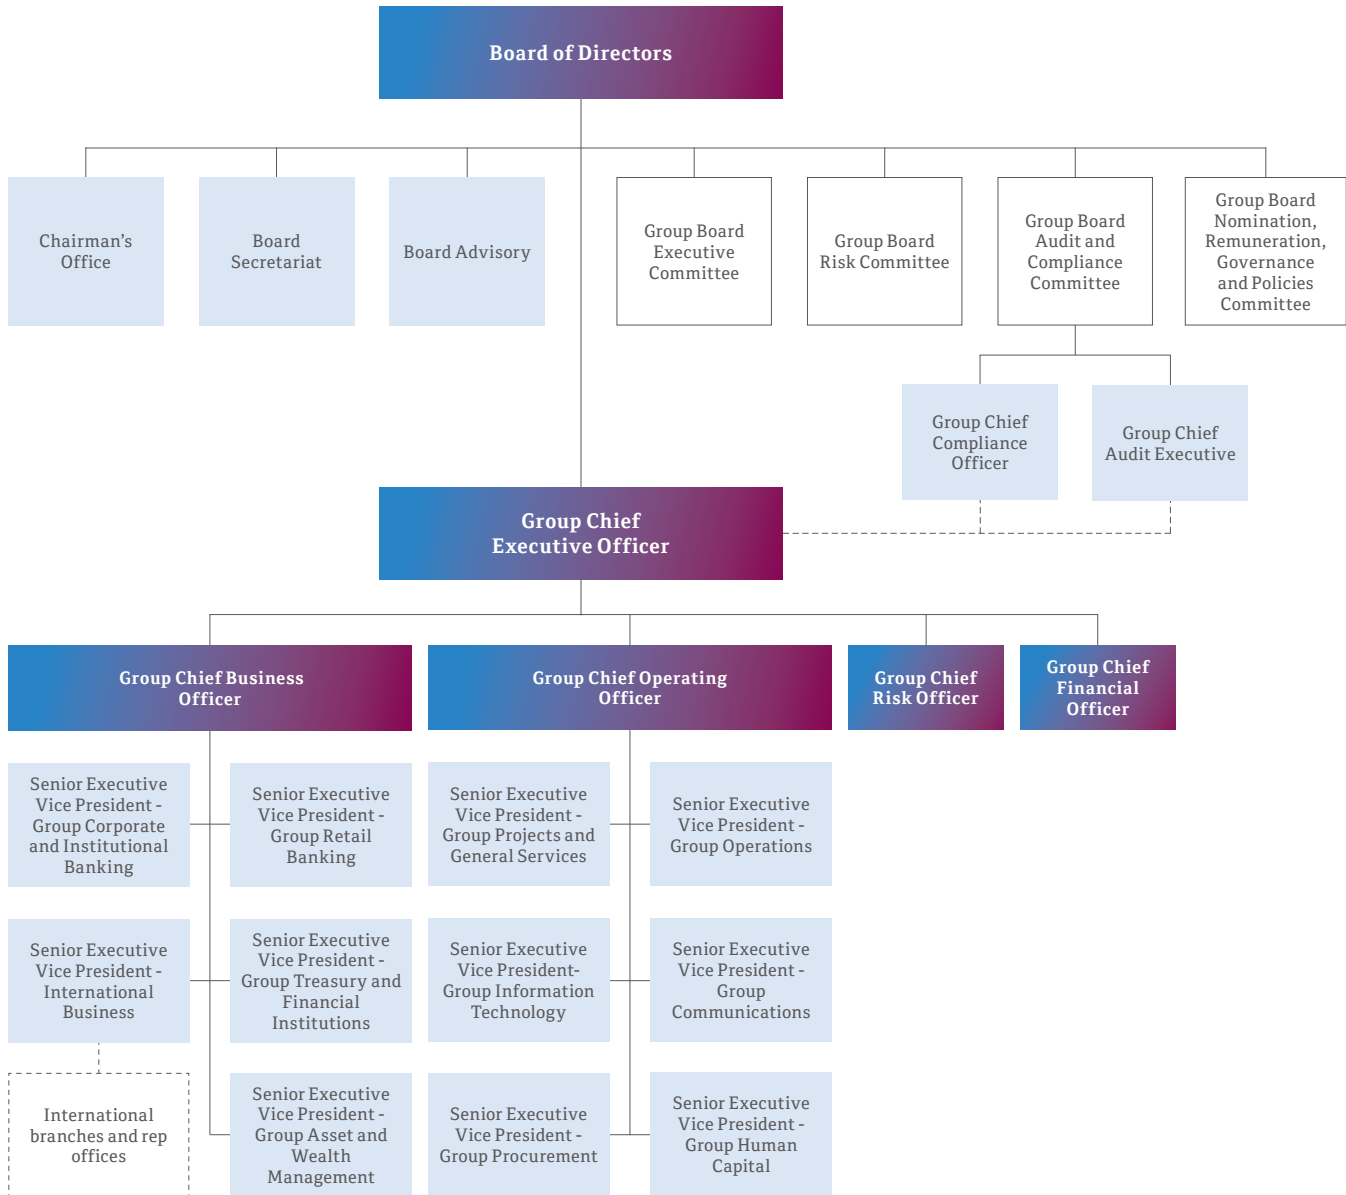 Board of Directors
Chairman's
Office
Board
Secretariat
Board Advisory
Group Board
Executive
Committee
Group Board
Risk Committee
Group Board
Audit and
Compliance
Committee
Group Board
Nomination,
Remuneration,
Governance
and Policies
Committee
Group Chief
Compliance
Officer
Group Chief
Audit Executive
Group Chief
Executive Officer
Group Chief Business
Officer
Group Chief Operating
Officer
Group Chief
Risk Officer
Group Chief
Financial
Officer
Senior Executive
Vice President -
Group Corporate
and Institutional
Banking
Senior Executive
Vice President -
Group Retail
Banking
Senior Executive
Vice President -
Group Projects and
General Services
Senior Executive
Vice President -
Group Operations
Senior Executive
Vice President -
International
Business
Senior Executive
Vice President -
Group Treasury and
Financial
Institutions
Senior Executive
Vice President-
Group Information
Technology
Senior Executive
Vice President -
Group
Communications
International
branches and rep
offices
Senior Executive
Vice President -
Group Asset and
Wealth
Management
Senior Executive
Vice President -
Group Procurement
Senior Executive
Vice President -
Group Human
Capital